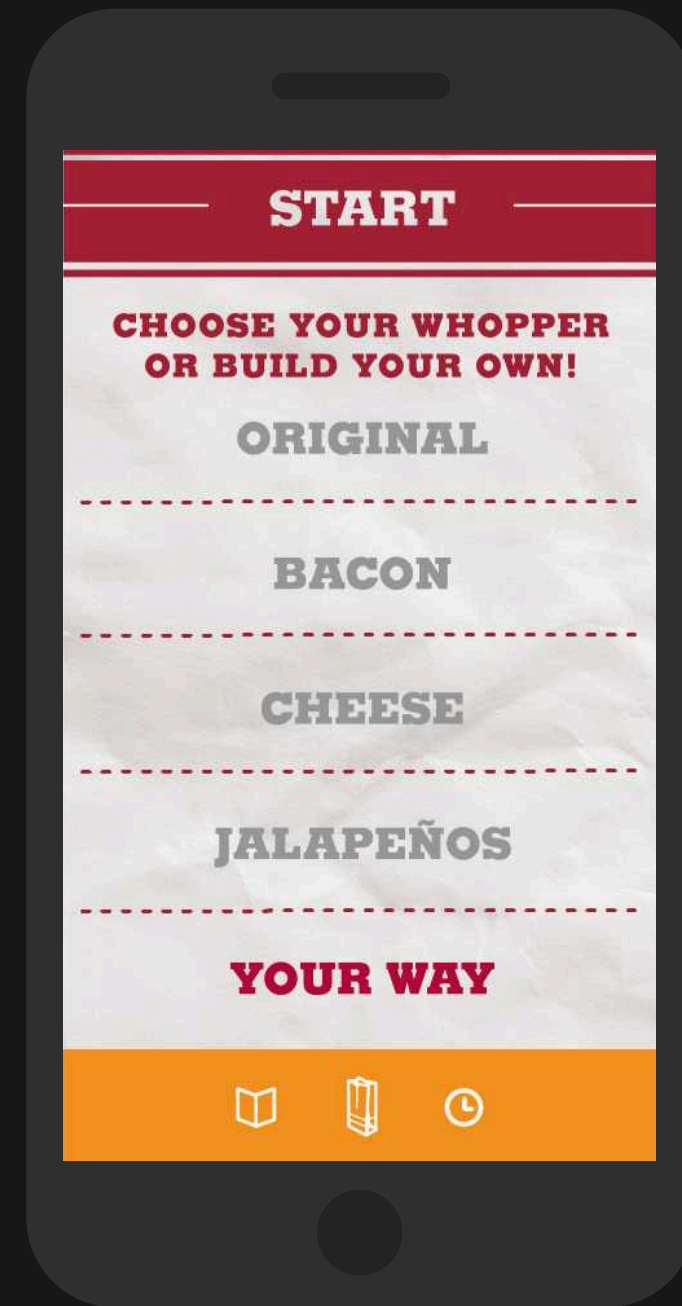 START
CHOOSE YOUR WHOPPER
OR BUILD YOUR OWN!
ORIGINAL
BACON
CHEESE
JALAPEÑOS
YOUR WAY